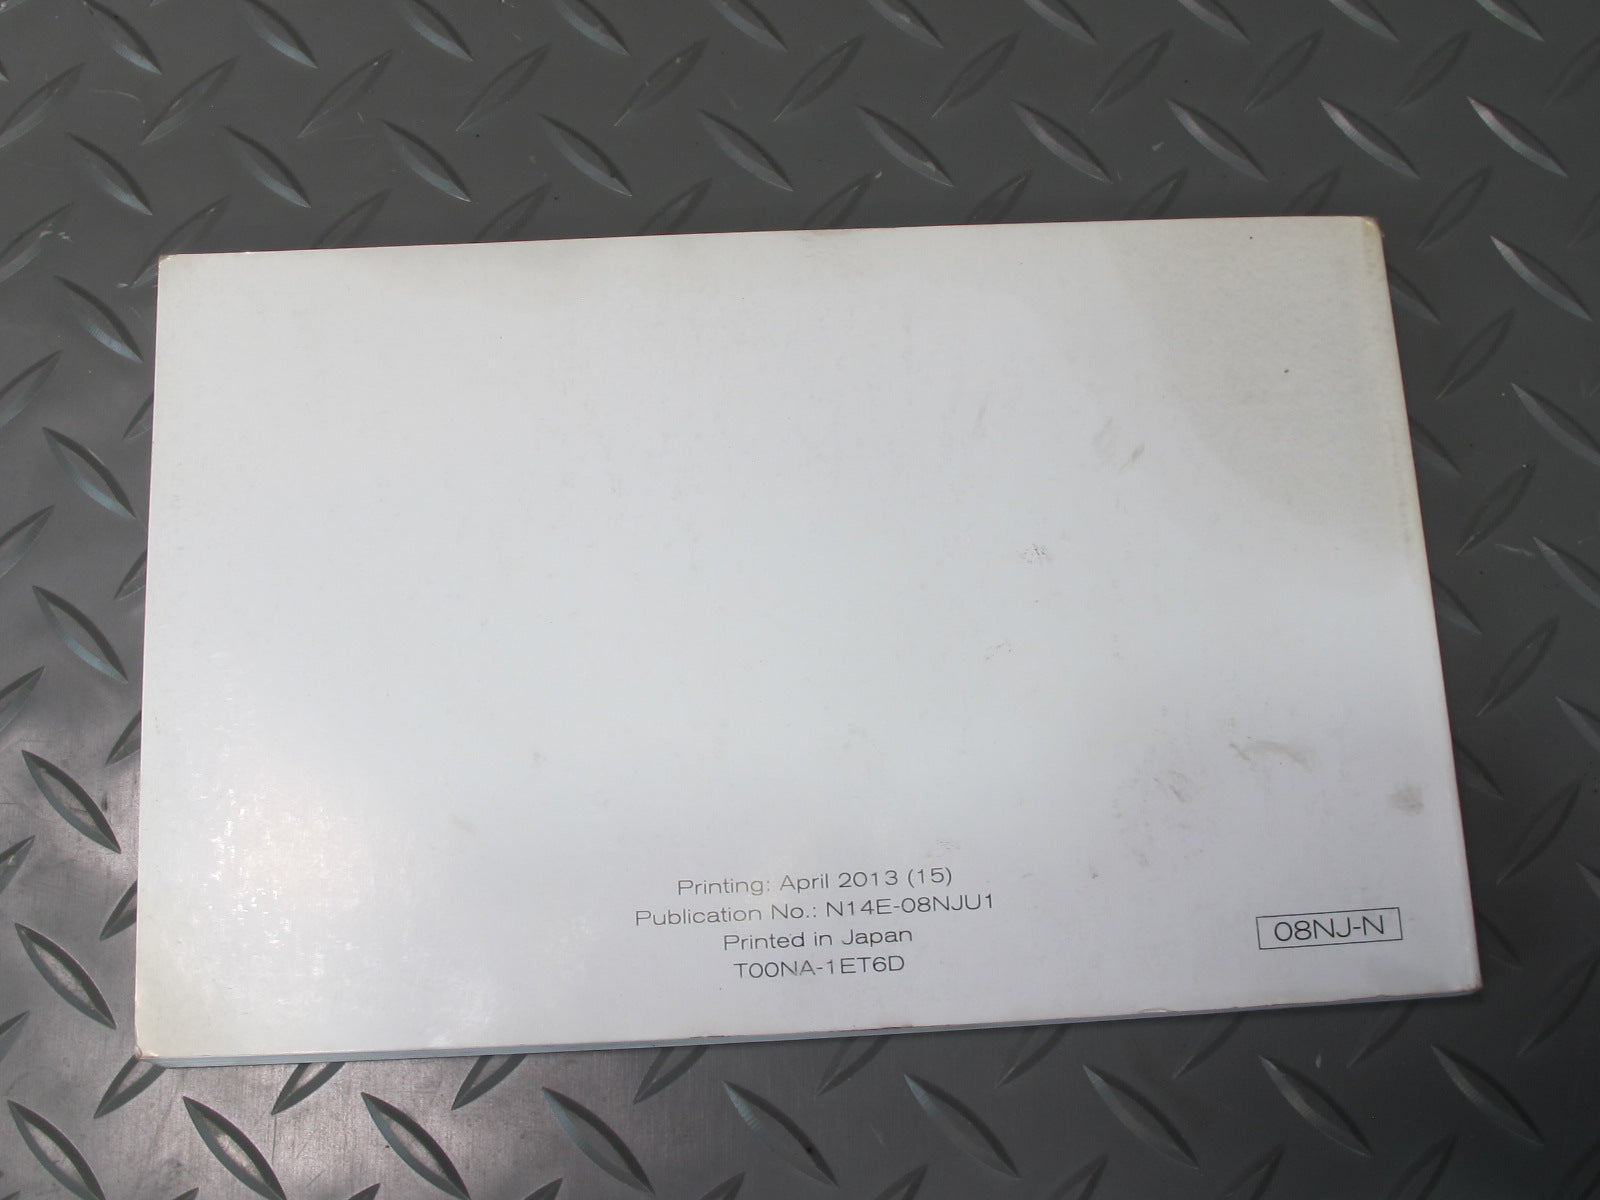 Printing: April 2013 (15)
Publication No.: N14E-08NJU1
Printed in Japan
T00NA-1ET6D
08NJ-N